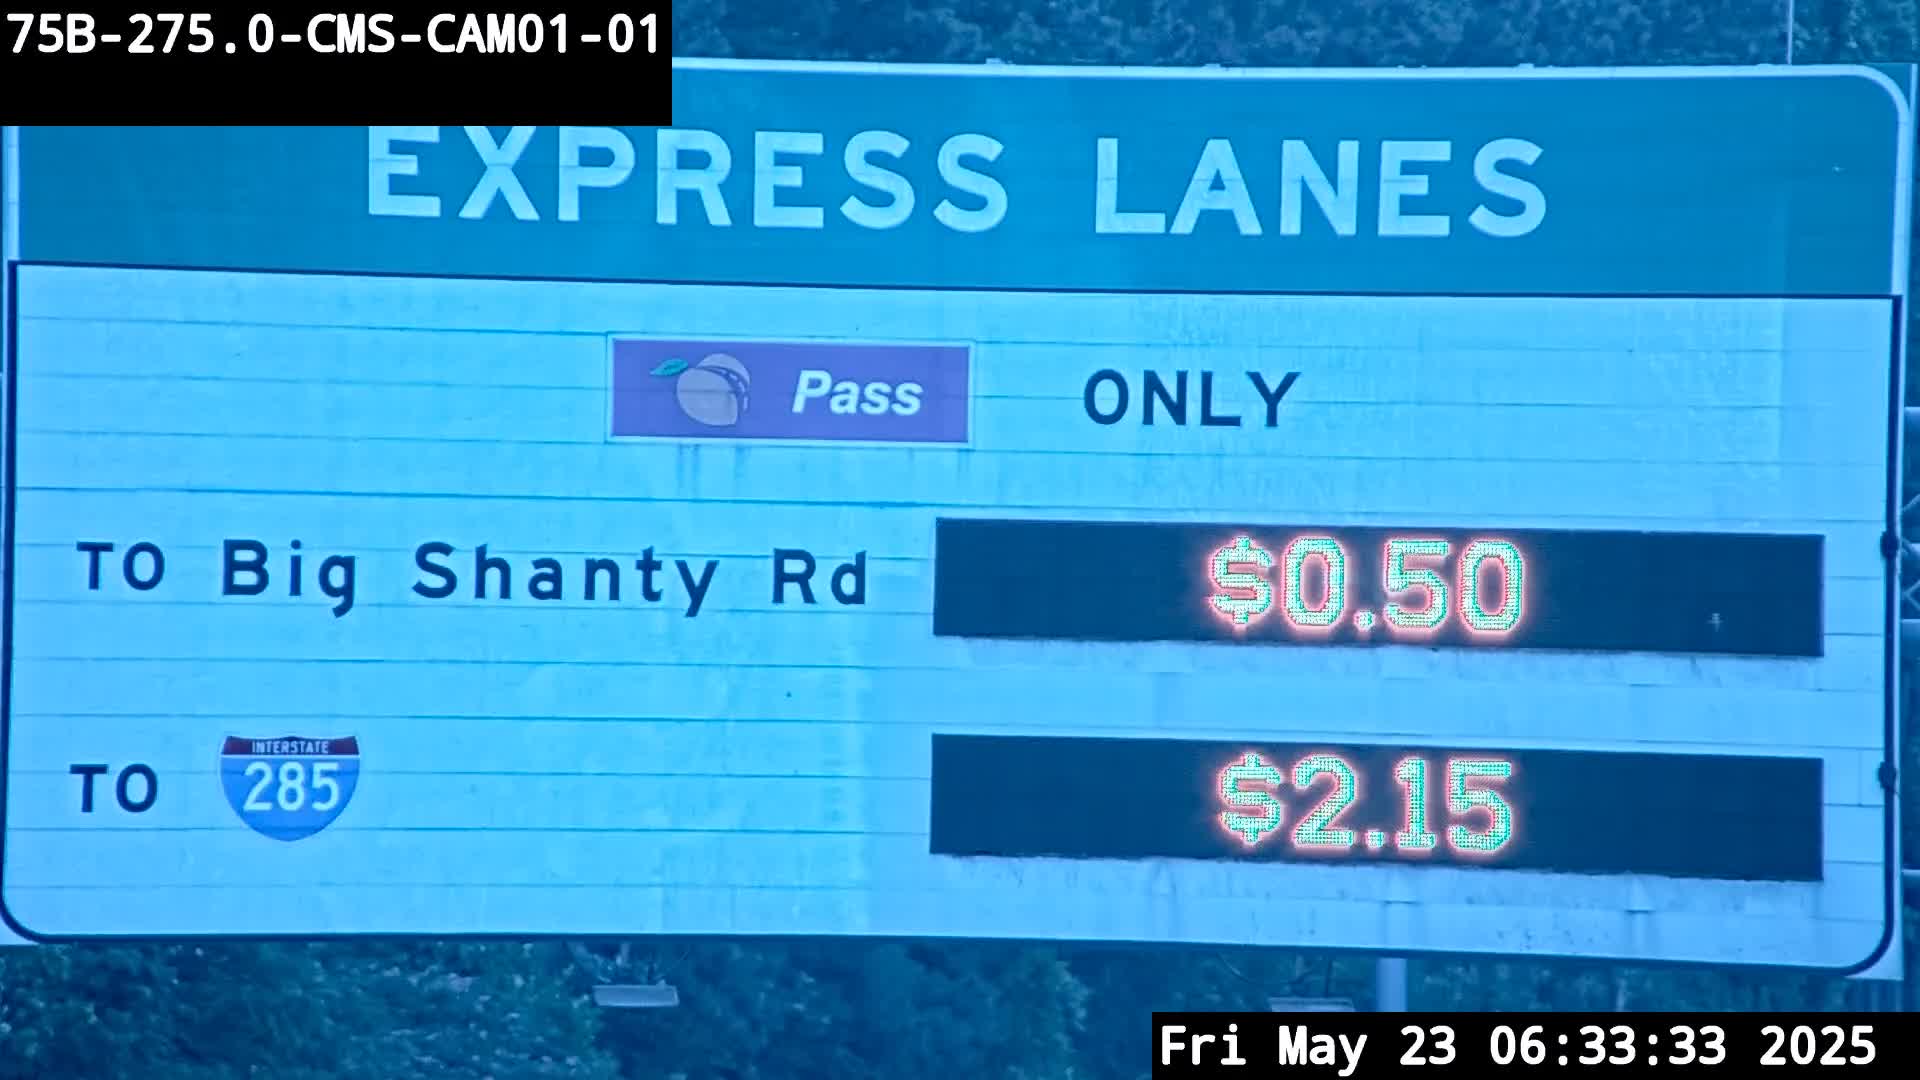 75B-275.0-CMS-CAM01-01
EXPRESS LANES
Pass ONLY
TO Big Shanty Rd $0.50
INTERSTATE
TO 285 $2.15
Fri May 23 06:33:33 2025